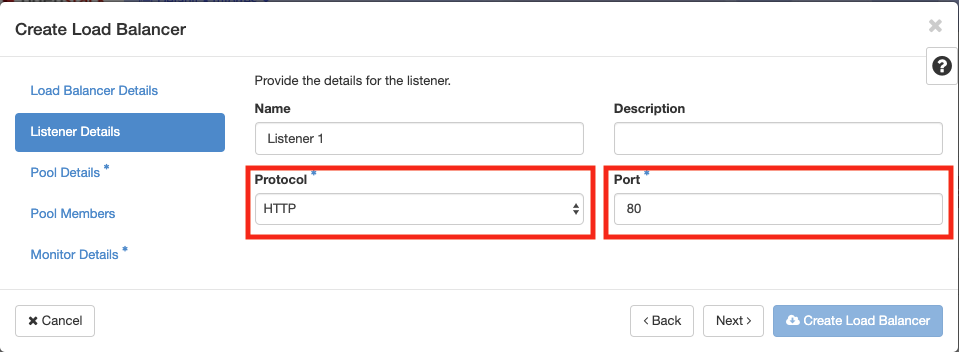 Create Load Balancer
Load Balancer Details
Listener Details
Pool Details *
Pool Members
Monitor Details *
Provide the details for the listener.
Name
Listener 1
Description
Protocol *
HTTP
Port *
80
Cancel
< Back
Next >
Create Load Balancer